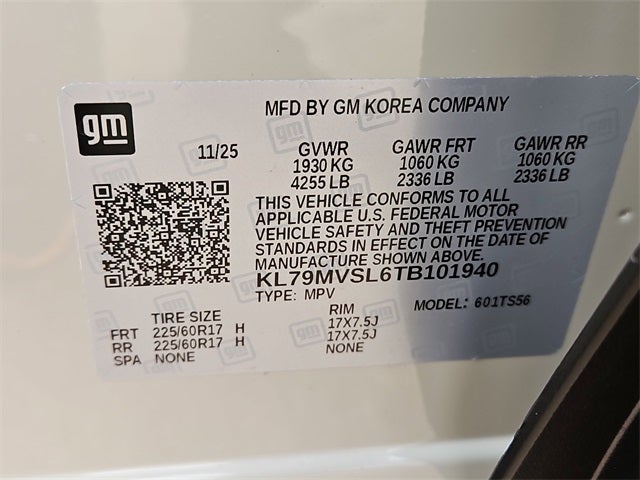 gm
MFD BY GM KOREA COMPANY
11/25 GVWR GAWR FRT GAWR RR
1930 KG 1060 KG 1060 KG
4255 LB 2336 LB 2336 LB
THIS VEHICLE CONFORMS TO ALL
APPLICABLE U.S. FEDERAL MOTOR
VEHICLE SAFETY AND THEFT PREVENTION
STANDARDS IN EFFECT ON THE DATE OF
MANUFACTURE SHOWN ABOVE.
KL79MVSL6TB101940
TYPE: MPV MODEL: 601TS56
TIRE SIZE RIM
FRT 225/60R17 H 17X7.5J
RR 225/60R17 H 17X7.5J
SPA NONE NONE